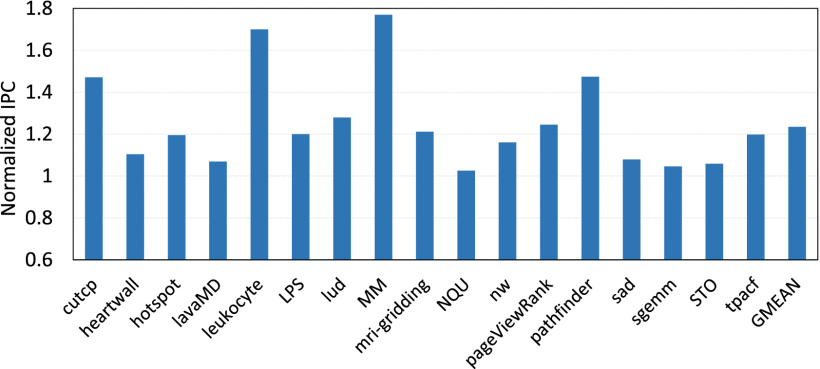 Normalized IPC
1.8
1.6
1.4
1.2
1
0.8
0.6
cutcp
heartwall
hotspot
lavaMD
leukocyte
LPS
lud
MM
mri-gridding
NQU
nw
pageViewRank
pathfinder
sad
sgemm
STO
tpacf
GMEAN